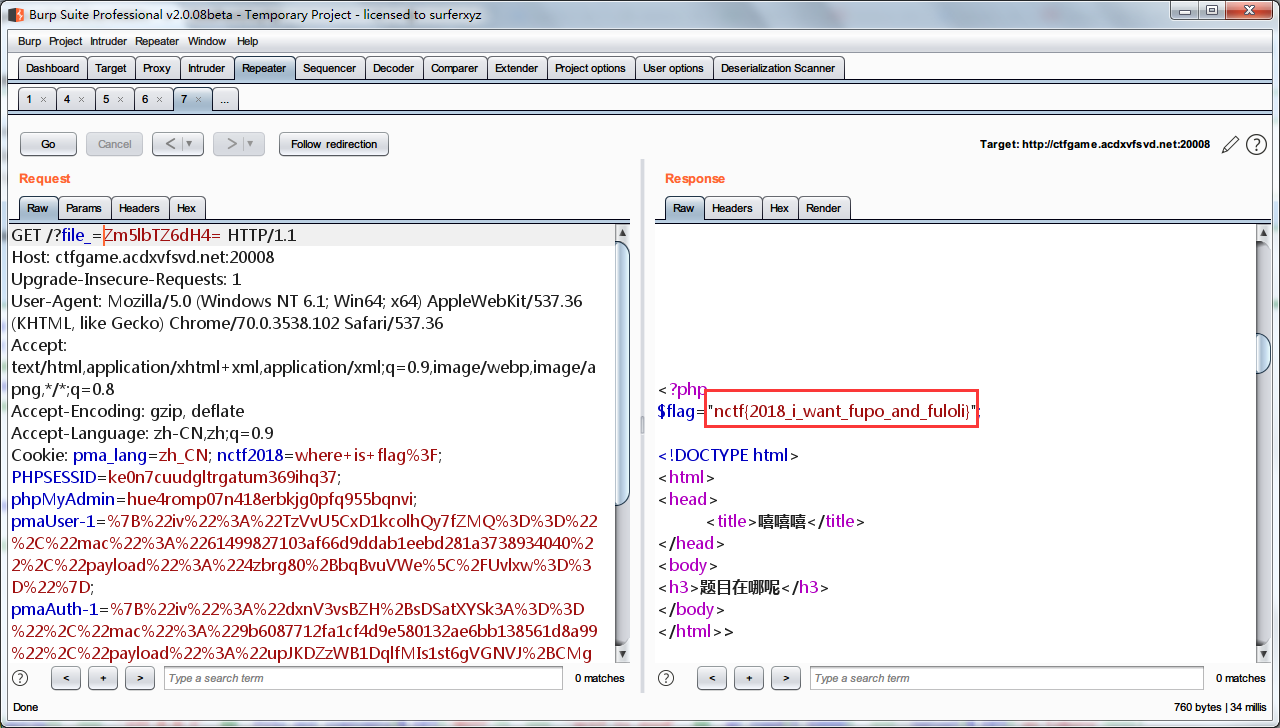 Burp Suite Professional v2.0.08beta - Temporary Project - licensed to surferxyz
Burp Project Intruder Repeater Window Help
Dashboard Target Proxy Intruder Repeater Sequencer Decoder Comparer Extender Project options User options Deserialization Scanner
1 × 4 × 5 × 6 × 7 × ...
Go Cancel < ▼ > ▼ Follow redirection Target: http://ctfgame.acdxvfsvd.net:20008 ?
Request
Raw Params Headers Hex
GET /?file_=Zm5lbTZ6dH4= HTTP/1.1
Host: ctfgame.acdxvfsvd.net:20008
Upgrade-Insecure-Requests: 1
User-Agent: Mozilla/5.0 (Windows NT 6.1; Win64; x64) AppleWebKit/537.36
(KHTML, like Gecko) Chrome/70.0.3538.102 Safari/537.36
Accept:
text/html,application/xhtml+xml,application/xml;q=0.9,image/webp,image/a
png,*/*;q=0.8
Accept-Encoding: gzip, deflate
Accept-Language: zh-CN,zh;q=0.9
Cookie: pma_lang=zh_CN; nctf2018=where+is+flag%3F;
PHPSESSID=ke0n7cuudgltrgatum369ihq37;
phpMyAdmin=hue4romp07n418erbkjg0pfq955bqnvi;
pmaUser-1=%7B%22iv%22%3A%22TzVvU5CxD1kcolhQy7fZMQ%3D%3D%22
%2C%22mac%22%3A%2261499827103af66d9ddab1eebd281a3738934040%2
2%2C%22payload%22%3A%224zbrg80%2BbqBvuVWe%5C%2FUvlxw%3D%3
D%22%7D;
pmaAuth-1=%7B%22iv%22%3A%22dxnV3vsBZH%2BsDSatXYSk3A%3D%3D
%22%2C%22mac%22%3A%229b6087712fa1cf4d9e580132ae6bb138561d8a99
%22%2C%22payload%22%3A%22upJKDZzWB1DqlfMIs1st6gVGNVJ%2BCMg
? < + > Type a search term 0 matches
Response
Raw Headers Hex Render
<?php
$flag="nctf{2018_i_want_fupo_and_fuloli}";
<!DOCTYPE html>
<html>
<head>
<title>嘻嘻嘻</title>
</head>
<body>
<h3>题目在哪呢</h3>
</body>
</html>>
? < + > Type a search term 0 matches
Done 760 bytes | 34 millis